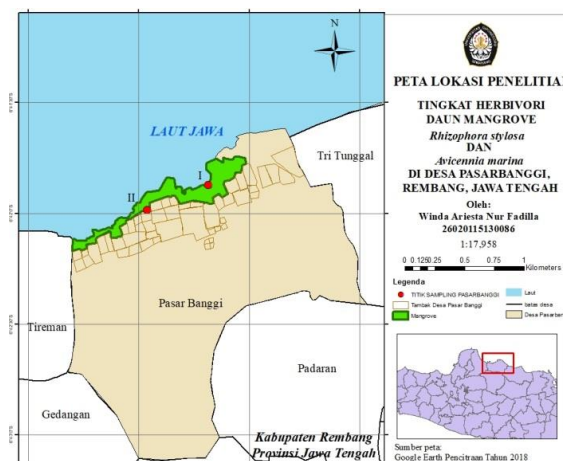 N
LAUT JAWA
I
II
Tri Tunggal
Pasar Banggi
Tireman
Padaran
Gedangan
Kabupaten Rembang
Provinsi Jawa Tengah
PETA LOKASI PENELITIA
TINGKAT HERBIVORI
DAUN MANGROVE
Rhizophora stylosa
DAN
Avicennia marina
DI DESA PASARBANGGI,
REMBANG, JAWA TENGAH
Oleh:
Winda Ariesta Nur Fadilla
26020115130086
1:17,958
0 0.125 0.25 0.5 0.75 1
Kilometers
Legenda
TITIK SAMPLING PASARBANGGI
Tambak Desa Pasar Banggi
Mangrove
Laut
batas desa
Desa Pasarban
Sumber peta:
Google Earth Pencitraan Tahun 2018